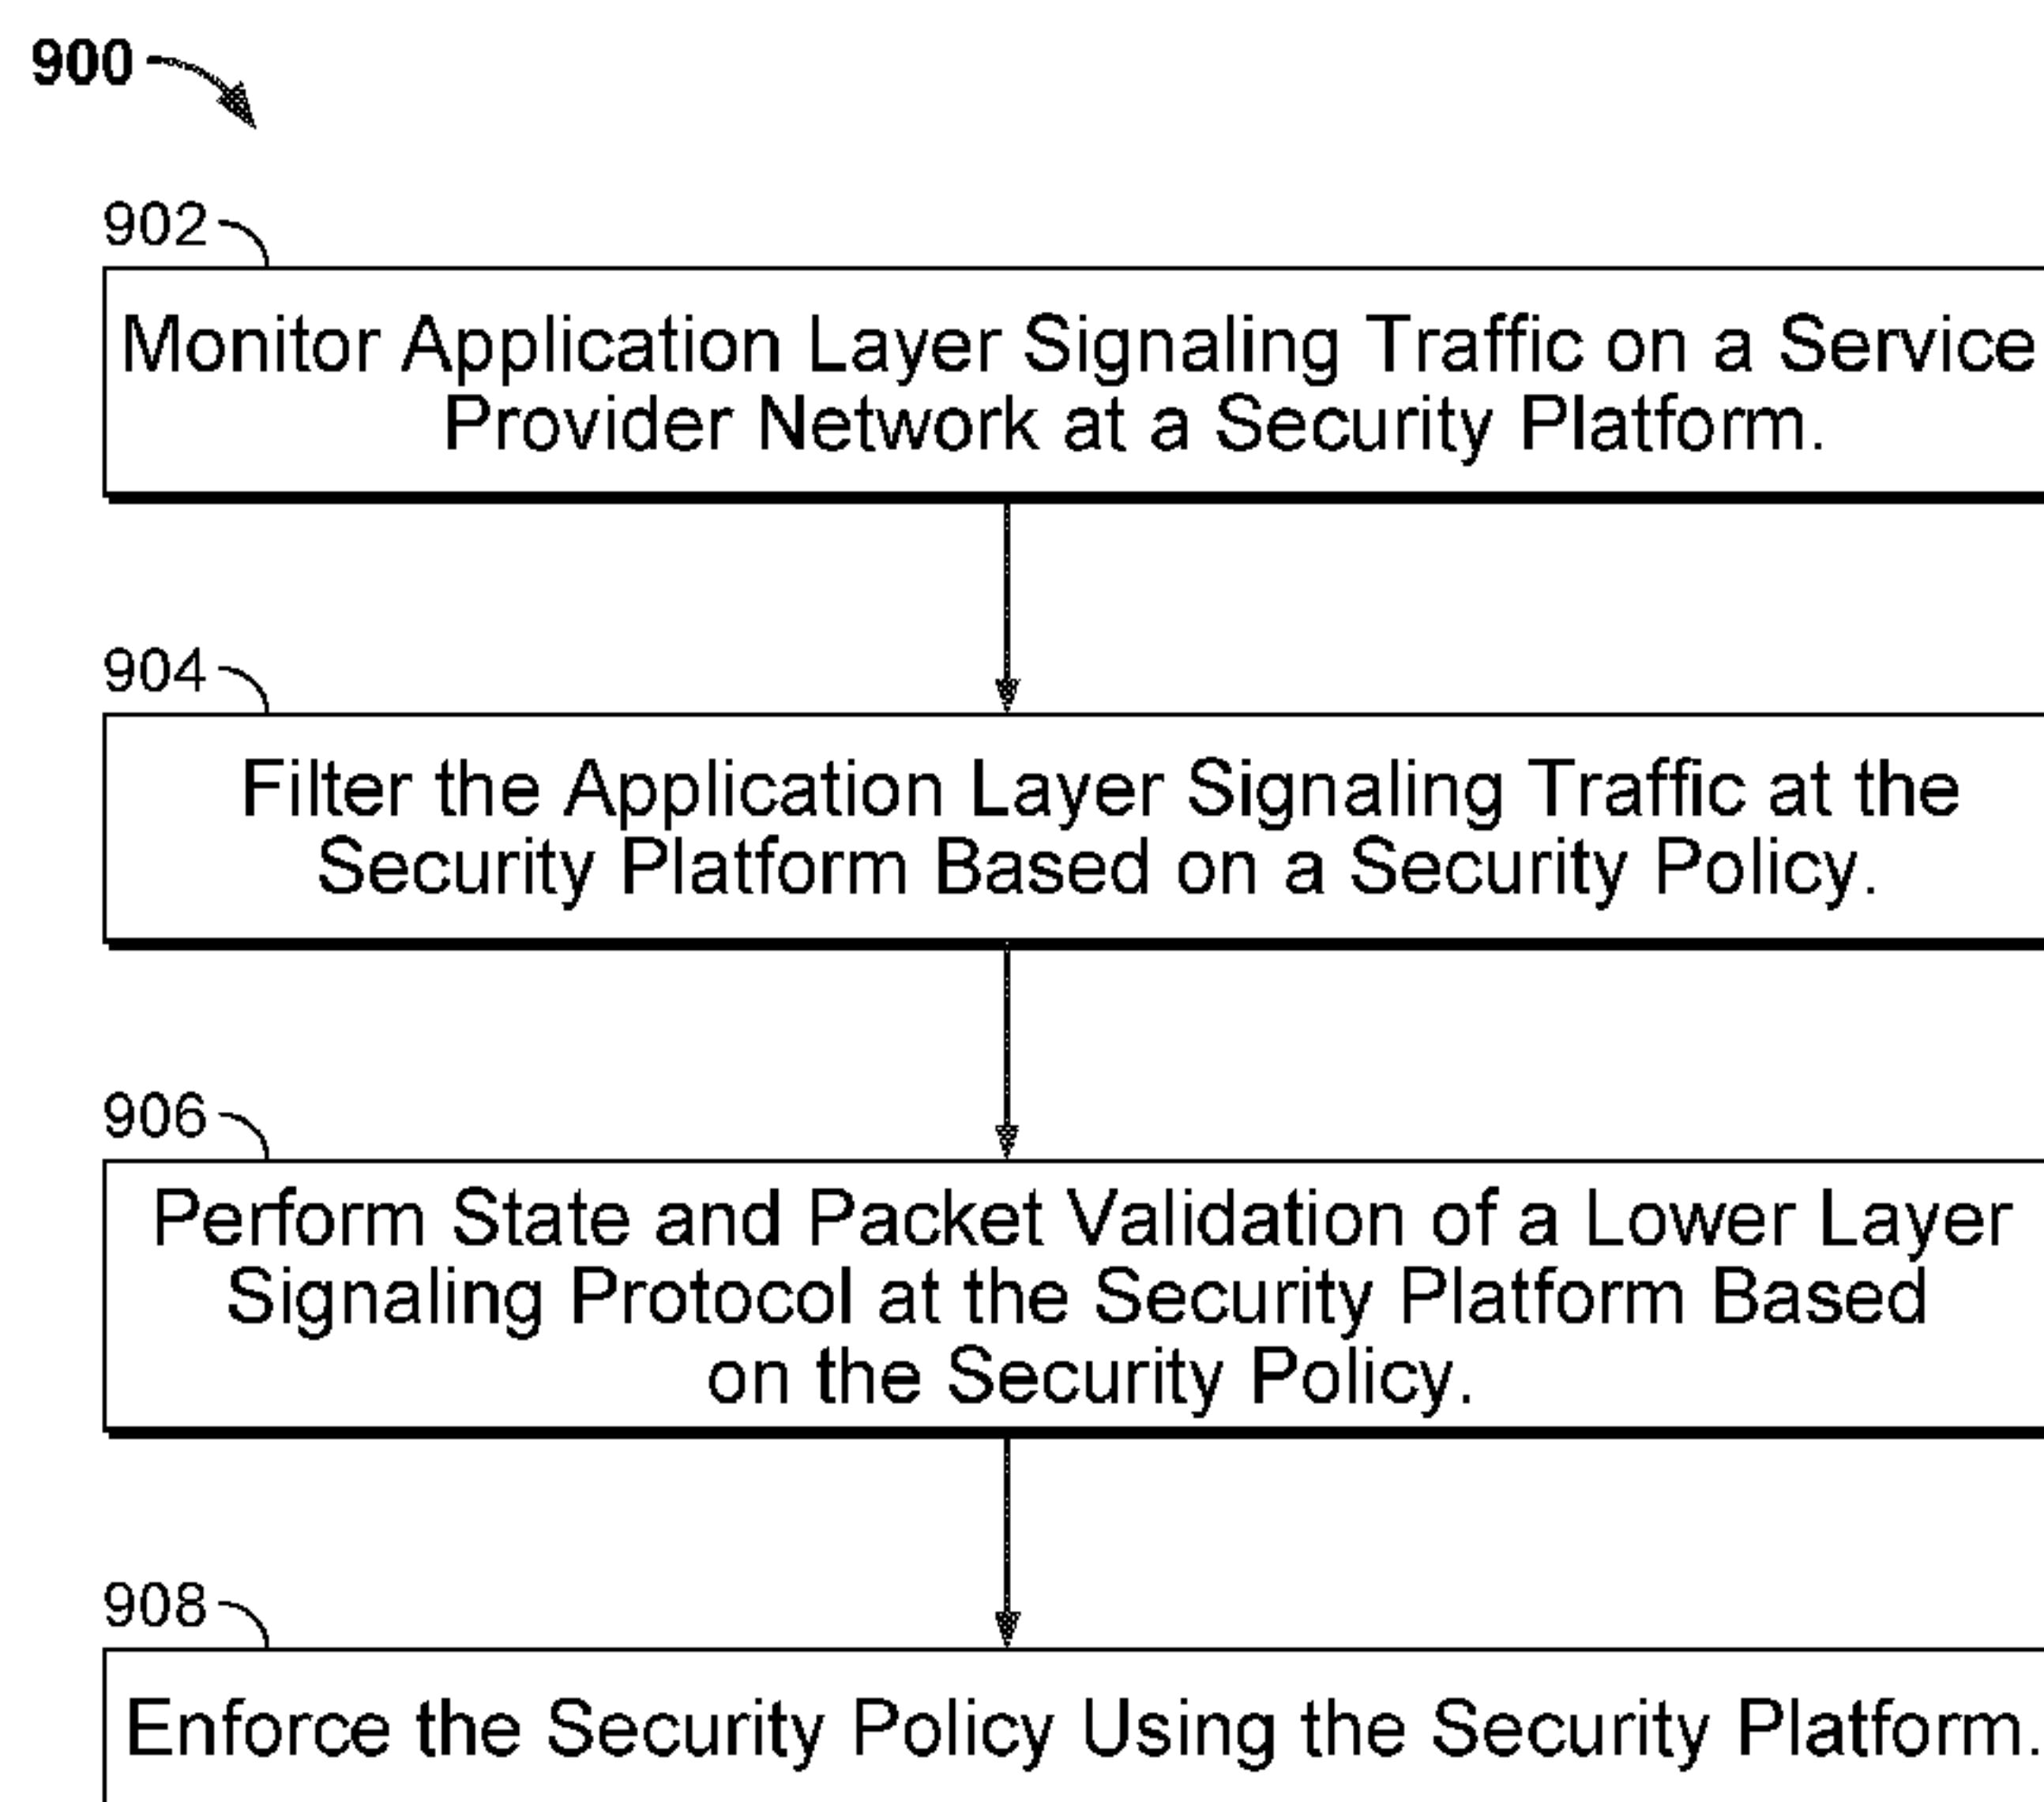 900
902
Monitor Application Layer Signaling Traffic on a Service
Provider Network at a Security Platform.
904
Filter the Application Layer Signaling Traffic at the
Security Platform Based on a Security Policy.
906
Perform State and Packet Validation of a Lower Layer
Signaling Protocol at the Security Platform Based
on the Security Policy.
908
Enforce the Security Policy Using the Security Platform.